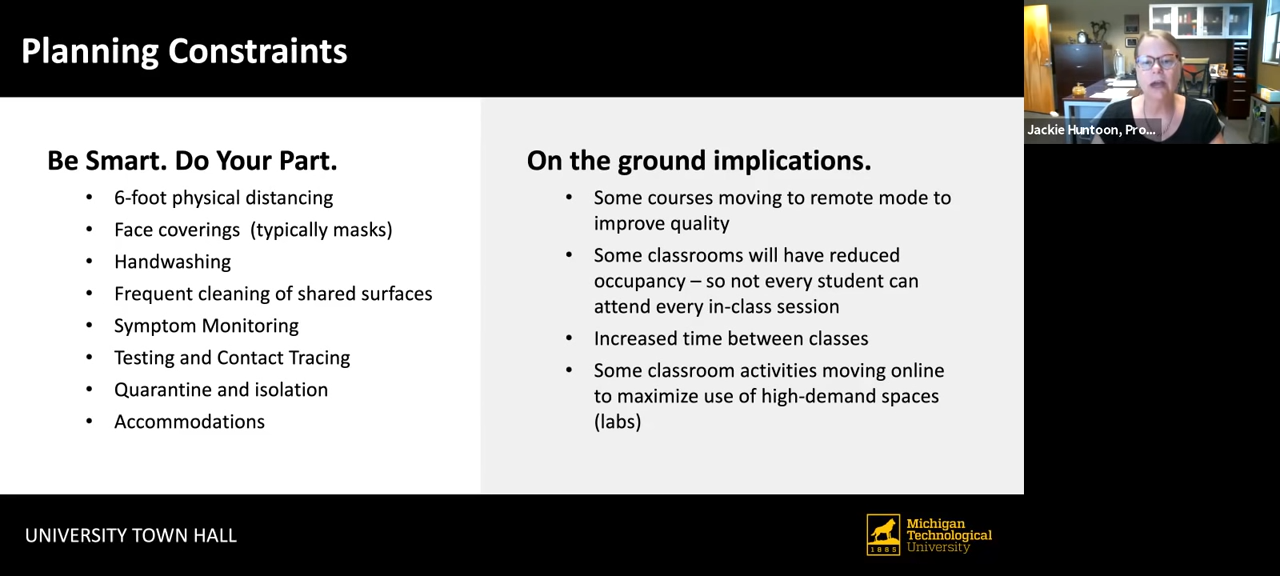 Planning Constraints
Be Smart. Do Your Part.
• 6-foot physical distancing
• Face coverings  (typically masks)
• Handwashing
• Frequent cleaning of shared surfaces
• Symptom Monitoring
• Testing and Contact Tracing
• Quarantine and isolation
• Accommodations
On the ground implications.
• Some courses moving to remote mode to
improve quality
• Some classrooms will have reduced
occupancy – so not every student can
attend every in-class session
• Increased time between classes
• Some classroom activities moving online
to maximize use of high-demand spaces
(labs)
Jackie Huntoon, Pro...
UNIVERSITY TOWN HALL
1885
Michigan
Technological
University